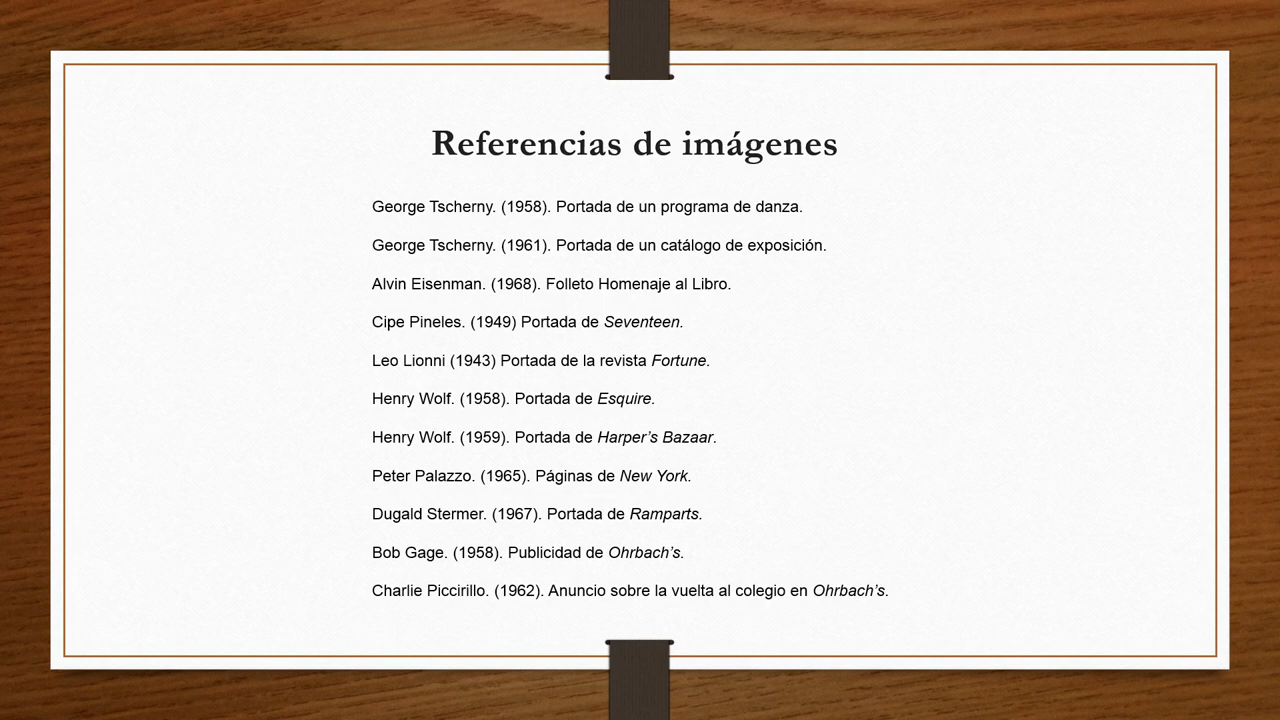 Referencias de imágenes
George Tscherny. (1958). Portada de un programa de danza.
George Tscherny. (1961). Portada de un catálogo de exposición.
Alvin Eisenman. (1968). Folleto Homenaje al Libro.
Cipe Pineles. (1949) Portada de Seventeen.
Leo Lionni (1943) Portada de la revista Fortune.
Henry Wolf. (1958). Portada de Esquire.
Henry Wolf. (1959). Portada de Harper’s Bazaar.
Peter Palazzo. (1965). Páginas de New York.
Dugald Stermer. (1967). Portada de Ramparts.
Bob Gage. (1958). Publicidad de Ohrbach’s.
Charlie Piccirillo. (1962). Anuncio sobre la vuelta al colegio en Ohrbach’s.